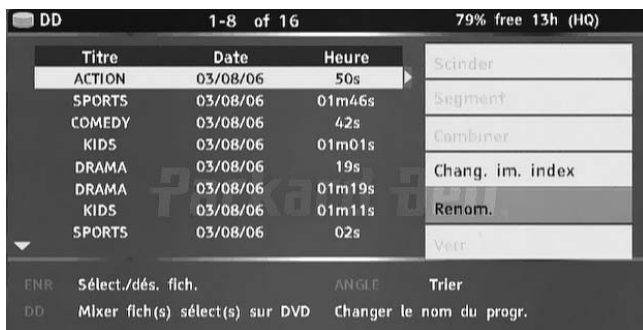 DD 1-8 of 16 79% free 13h (HQ)
Titre Date Heure
ACTION 03/08/06 50s
SPORTS 03/08/06 01m46s
COMEDY 03/08/06 42s
KIDS 03/08/06 01m01s
DRAMA 03/08/06 19s
DRAMA 03/08/06 01m19s
KIDS 03/08/06 01m11s
SPORTS 03/08/06 02s
Packard Bell
Scinder
Segment
Combiner
Chang. im. index
Renom.
Verr.
ENR Sélect./dés. fich. ANGLE Trier
DD Mixer fich(s) sélect(s) sur DVD Changer le nom du progr.